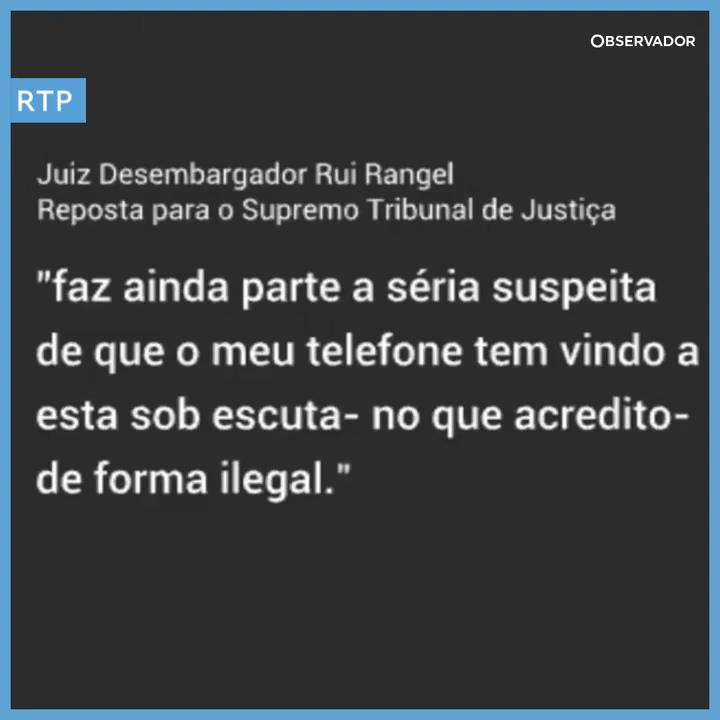 OBSERVADOR
RTP
Juiz Desembargador Rui Rangel
Reposta para o Supremo Tribunal de Justiça
"faz ainda parte a séria suspeita
de que o meu telefone tem vindo a
esta sob escuta- no que acredito-
de forma ilegal."